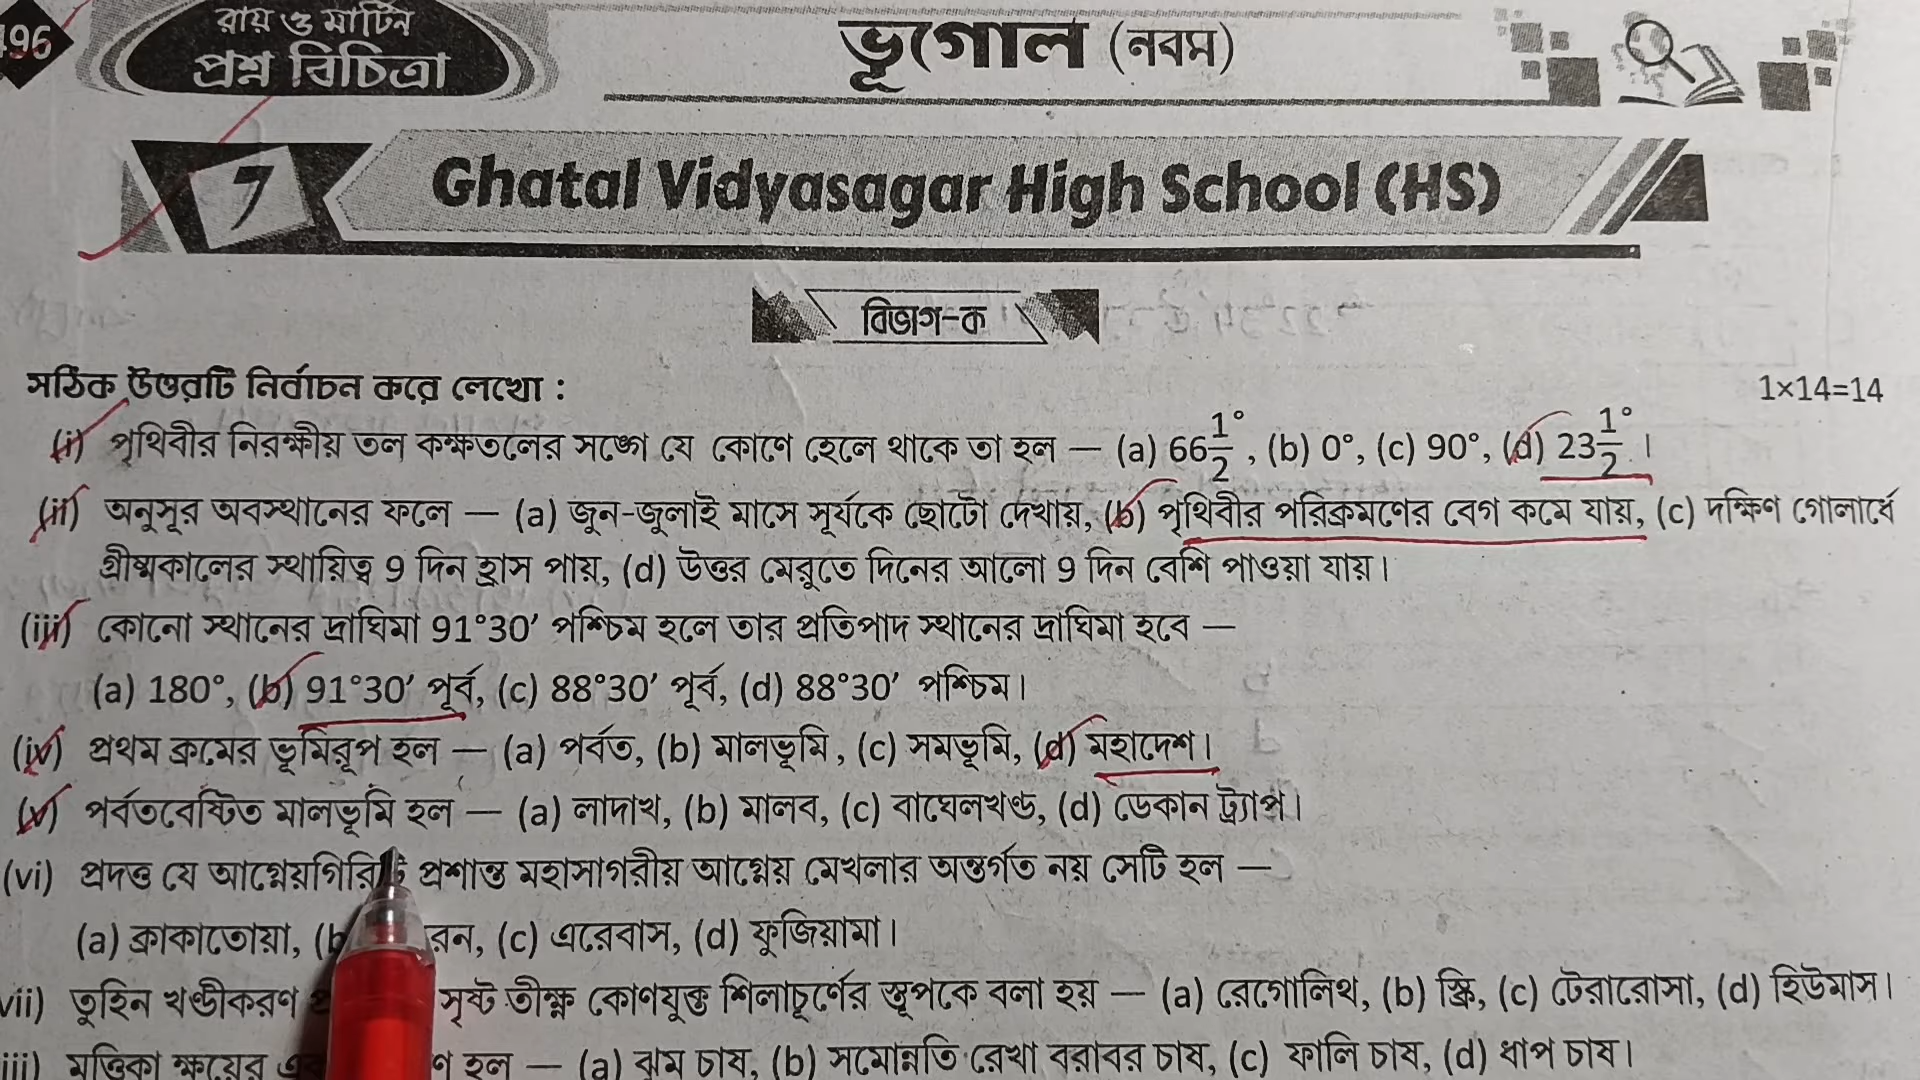 496
রায় ও মার্টিন
প্রশ্ন বিচিত্রা
ভূগোল (নবম)
7 Ghatal Vidyasagar High School (HS)
বিভাগ-ক
সঠিক উত্তরটি নির্বাচন করে লেখো : 1×14=14
(i) পৃথিবীর নিরক্ষীয় তল কক্ষতলের সঙ্গে যে কোণে হেলে থাকে তা হল — (a) 66 1/2°, (b) 0°, (c) 90°, (d) 23 1/2°।
(ii) অনুসূর অবস্থানের ফলে — (a) জুন-জুলাই মাসে সূর্যকে ছোটো দেখায়, (b) পৃথিবীর পরিক্রমণের বেগ কমে যায়, (c) দক্ষিণ গোলার্ধে
গ্রীষ্মকালের স্থায়িত্ব 9 দিন হ্রাস পায়, (d) উত্তর মেরুতে দিনের আলো 9 দিন বেশি পাওয়া যায়।
(iii) কোনো স্থানের দ্রাঘিমা 91°30′ পশ্চিম হলে তার প্রতিপাদ স্থানের দ্রাঘিমা হবে —
(a) 180°, (b) 91°30′ পূর্ব, (c) 88°30′ পূর্ব, (d) 88°30′ পশ্চিম।
(iv) প্রথম ক্রমের ভূমিরূপ হল — (a) পর্বত, (b) মালভূমি, (c) সমভূমি, (d) মহাদেশ।
(v) পর্বতবেষ্টিত মালভূমি হল — (a) লাদাখ, (b) মালব, (c) বাঘেলখণ্ড, (d) ডেকান ট্র্যাপ।
(vi) প্রদত্ত যে আগ্নেয়গিরিটি প্রশান্ত মহাসাগরীয় আগ্নেয় মেখলার অন্তর্গত নয় সেটি হল —
(a) ক্রাকাতোয়া, (b) (c) এরেবাস, (d) ফুজিয়ামা।
vii) তুহিন খণ্ডীকরণ সৃষ্ট তীক্ষ্ণ কোণযুক্ত শিলাচূর্ণের স্তূপকে বলা হয় — (a) রেগোলিথ, (b) স্ক্রি, (c) টেরারোসা, (d) হিউমাস।
iii) মৃত্তিকা ক্ষয়ের হল — (a) ঝুম চাষ, (b) সমোন্নতি রেখা বরাবর চাষ, (c) ফালি চাষ, (d) ধাপ চাষ।